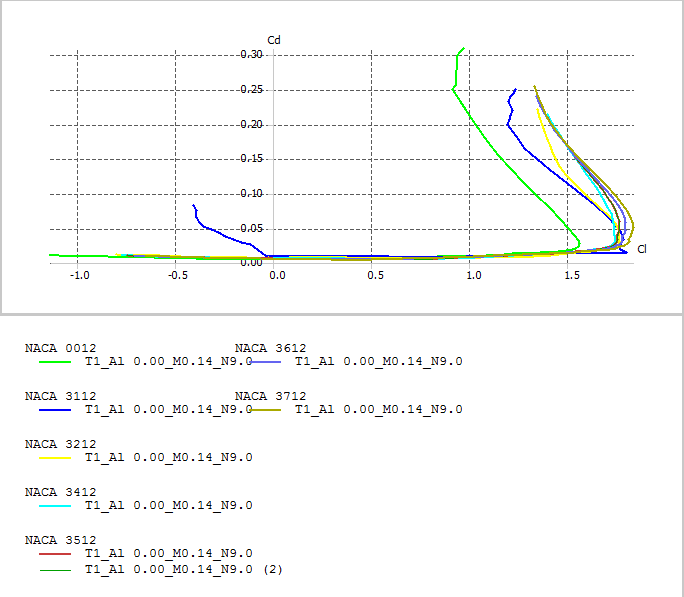 Cd
0.30
0.25
0.20
0.15
0.10
0.05
0.00
Cl
-1.0 -0.5 0.0 0.5 1.0 1.5
NACA 0012 NACA 3612
T1_Al 0.00_M0.14_N9.0 T1_Al 0.00_M0.14_N9.0
NACA 3112 NACA 3712
T1_Al 0.00_M0.14_N9.0 T1_Al 0.00_M0.14_N9.0
NACA 3212
T1_Al 0.00_M0.14_N9.0
NACA 3412
T1_Al 0.00_M0.14_N9.0
NACA 3512
T1_Al 0.00_M0.14_N9.0
T1_Al 0.00_M0.14_N9.0 (2)